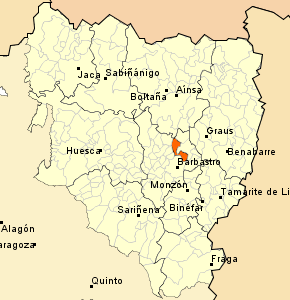 Jaca
Sabiñánigo
Boltaña
Aínsa
Graus
Huesca
Benabarre
Barbastro
Monzón
Tamarite de Li
Binéfar
Sariñena
Alagón
aragoza
Fraga
Quinto